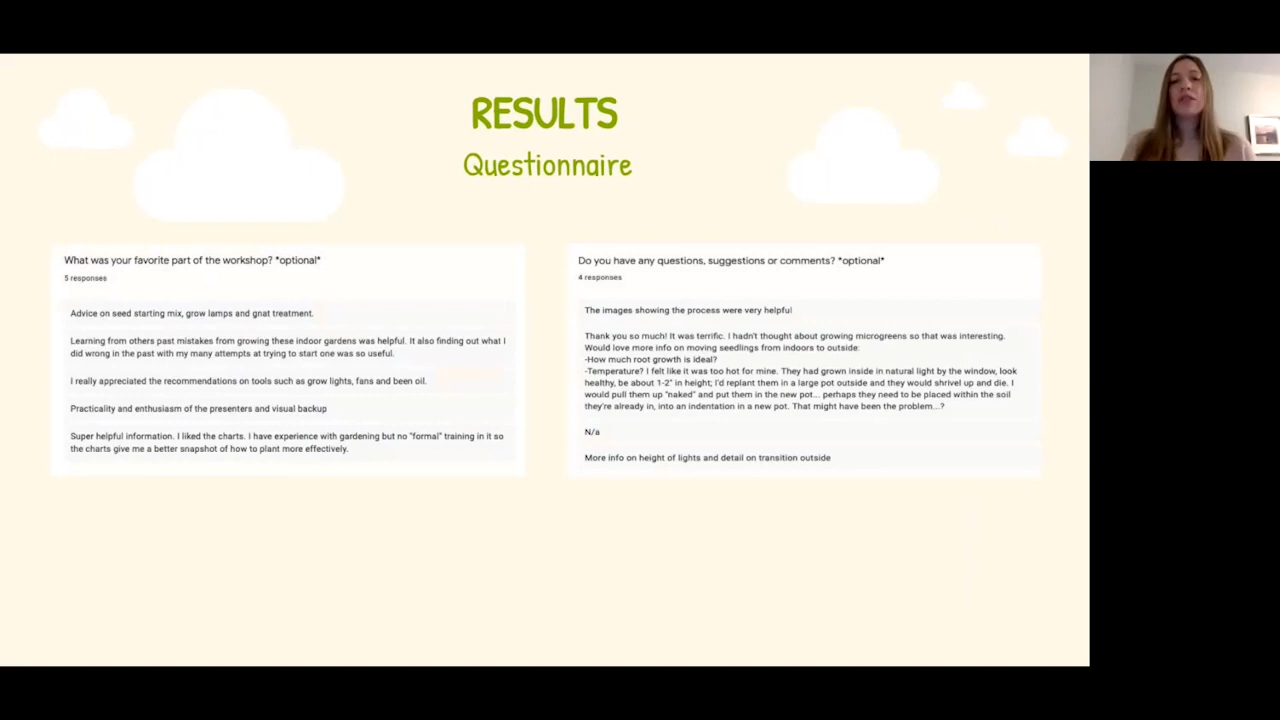 RESULTS
Questionnaire
What was your favorite part of the workshop? *optional*
5 responses
Advice on seed starting mix, grow lamps and gnat treatment.
Learning from others past mistakes from growing these indoor gardens was helpful. It also finding out what I
did wrong in the past with my many attempts at trying to start one was so useful.
I really appreciated the recommendations on tools such as grow lights, fans and been oil.
Practicality and enthusiasm of the presenters and visual backup
Super helpful information. I liked the charts. I have experience with gardening but no "formal" training in it so
the charts give me a better snapshot of how to plant more effectively.
Do you have any questions, suggestions or comments? *optional*
4 responses
The images showing the process were very helpful
Thank you so much! It was terrific. I hadn't thought about growing microgreens so that was interesting.
Would love more info on moving seedlings from indoors to outside:
-How much root growth is ideal?
-Temperature? I felt like it was too hot for mine. They had grown inside in natural light by the window, look
healthy, be about 1-2" in height; I'd replant them in a large pot outside and they would shrivel up and die. I
would pull them up "naked" and put them in the new pot... perhaps they need to be placed within the soil
they're already in, into an indentation in a new pot. That might have been the problem...?
N/a
More info on height of lights and detail on transition outside